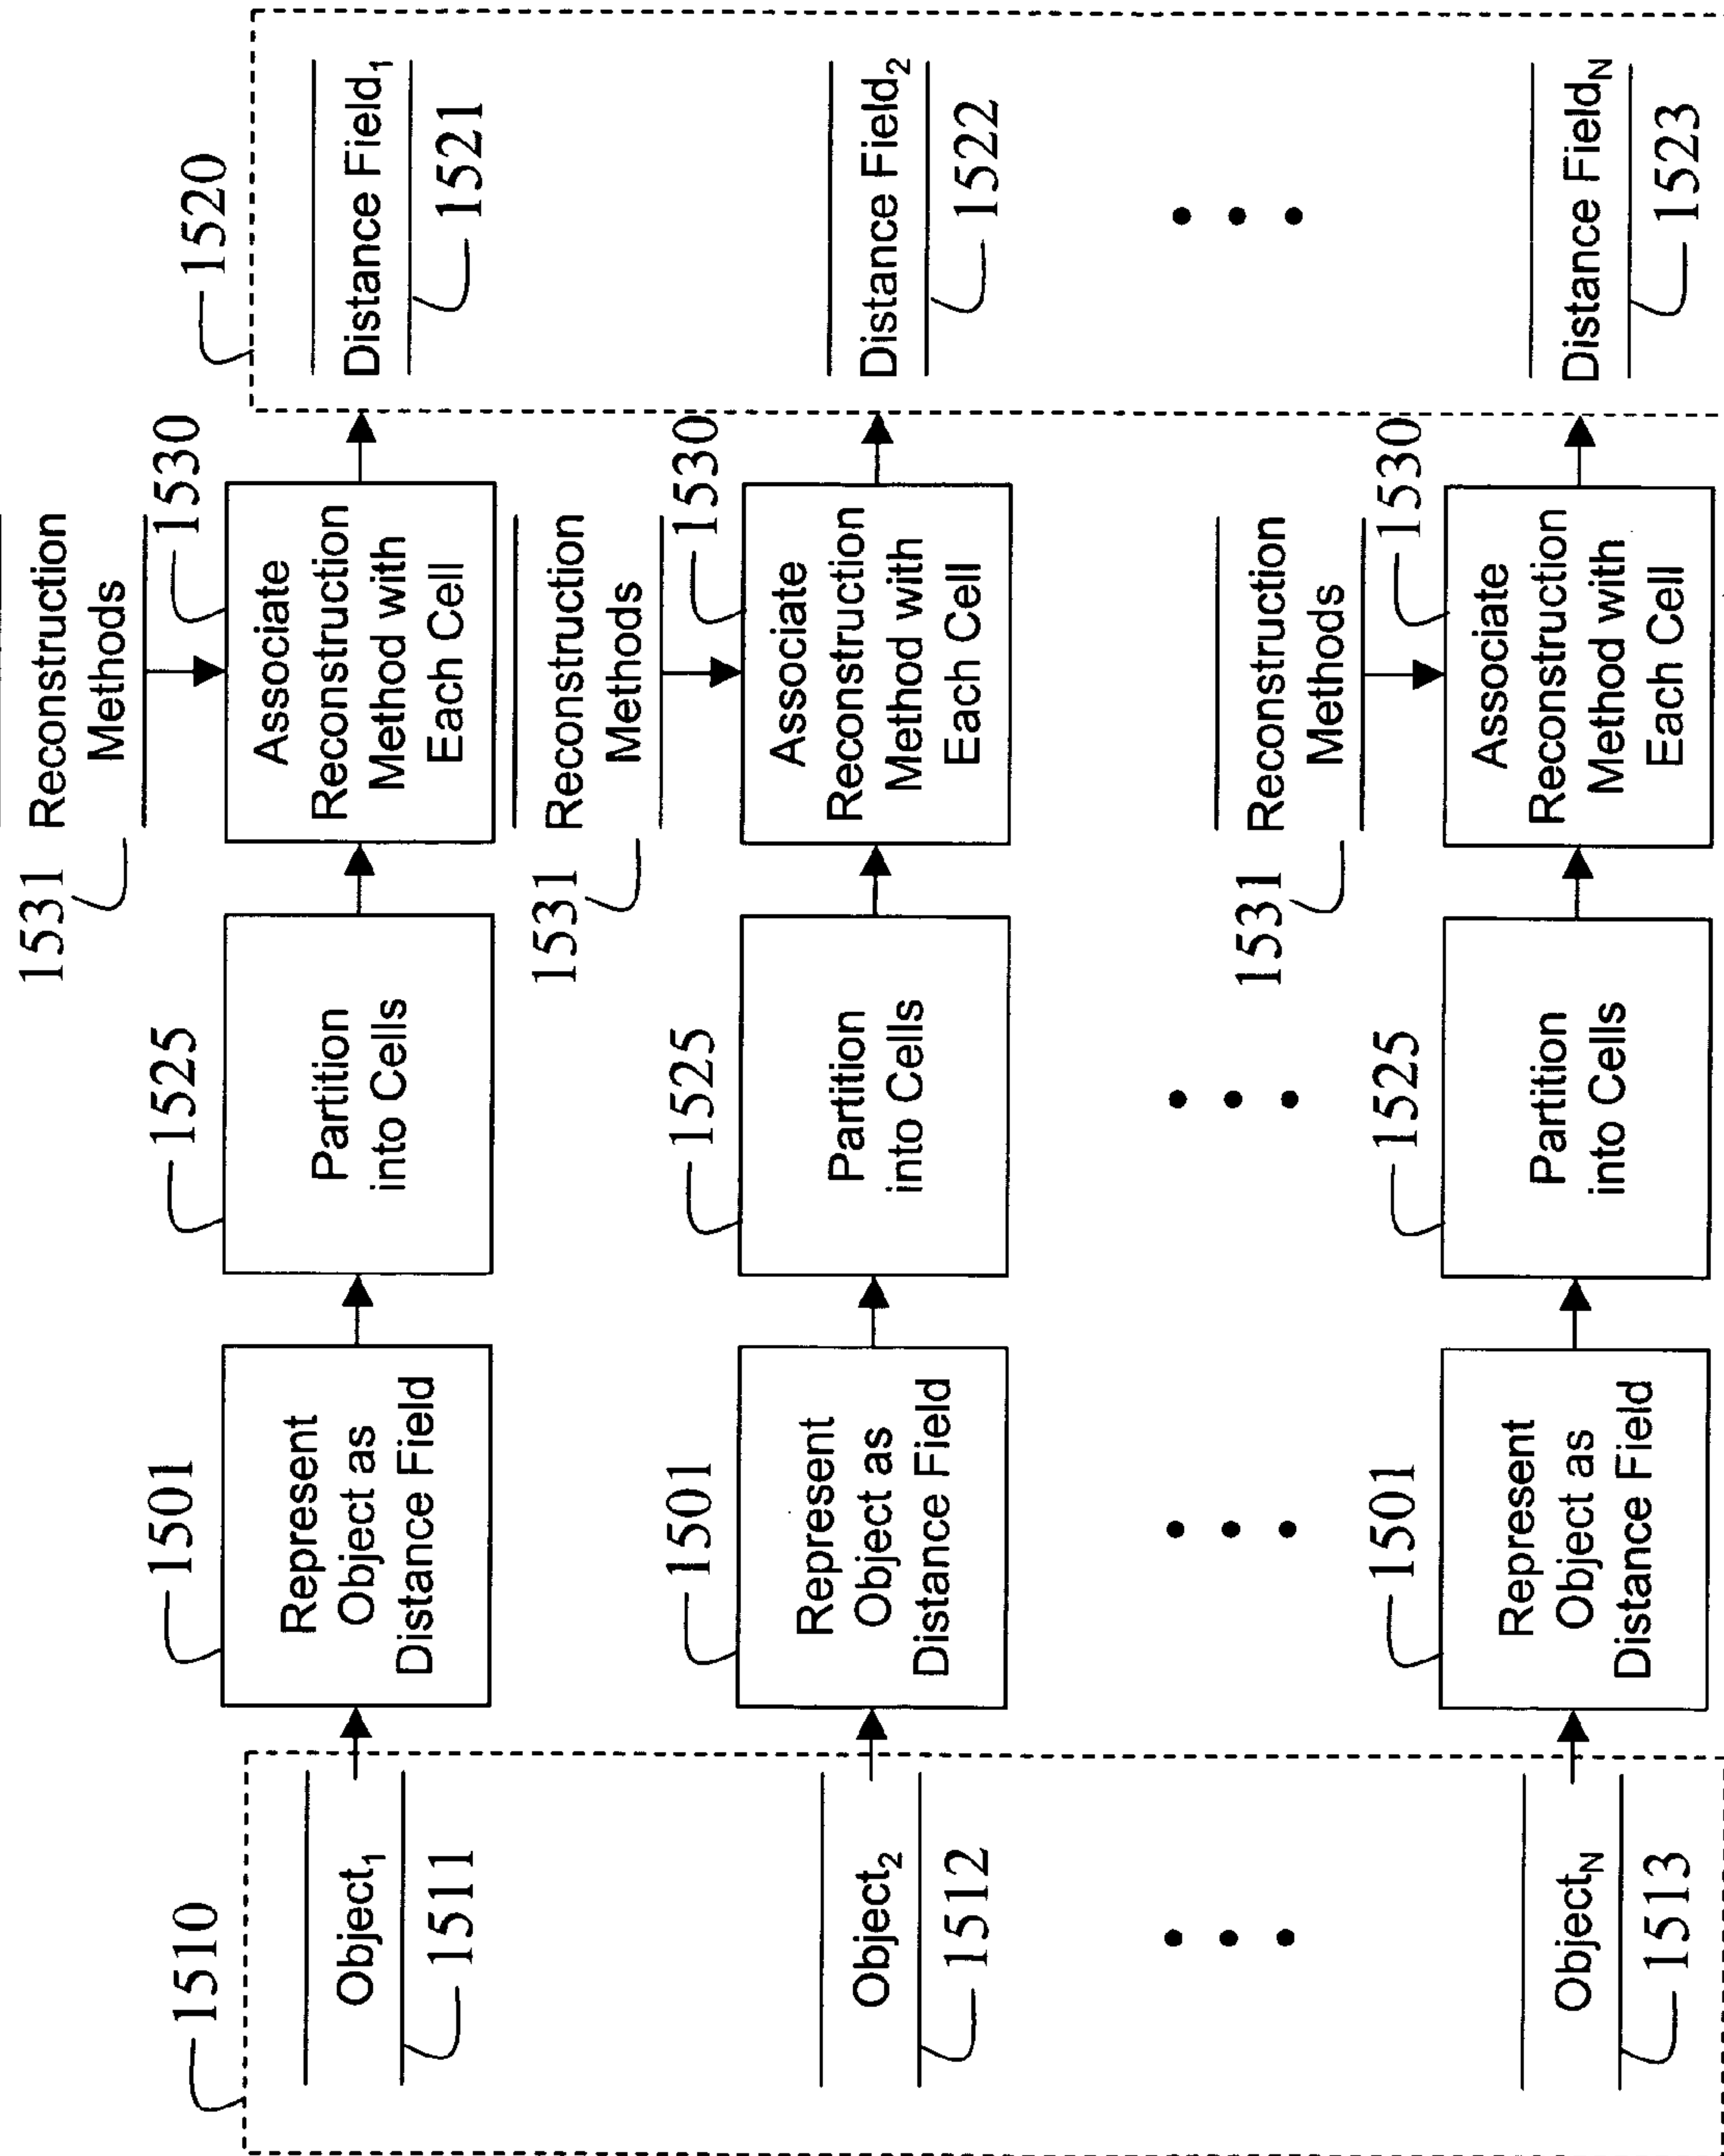 1510
Object₁
1511
1501
Represent
Object as
Distance Field
1525
Partition
into Cells
1531
Reconstruction
Methods
1530
Associate
Reconstruction
Method with
Each Cell
1520
Distance Field₁
1521
Object₂
1512
1501
Represent
Object as
Distance Field
1525
Partition
into Cells
1531
Reconstruction
Methods
1530
Associate
Reconstruction
Method with
Each Cell
Distance Field₂
1522
Object_N
1513
1501
Represent
Object as
Distance Field
1525
Partition
into Cells
1531
Reconstruction
Methods
1530
Associate
Reconstruction
Method with
Each Cell
Distance Field_N
1523